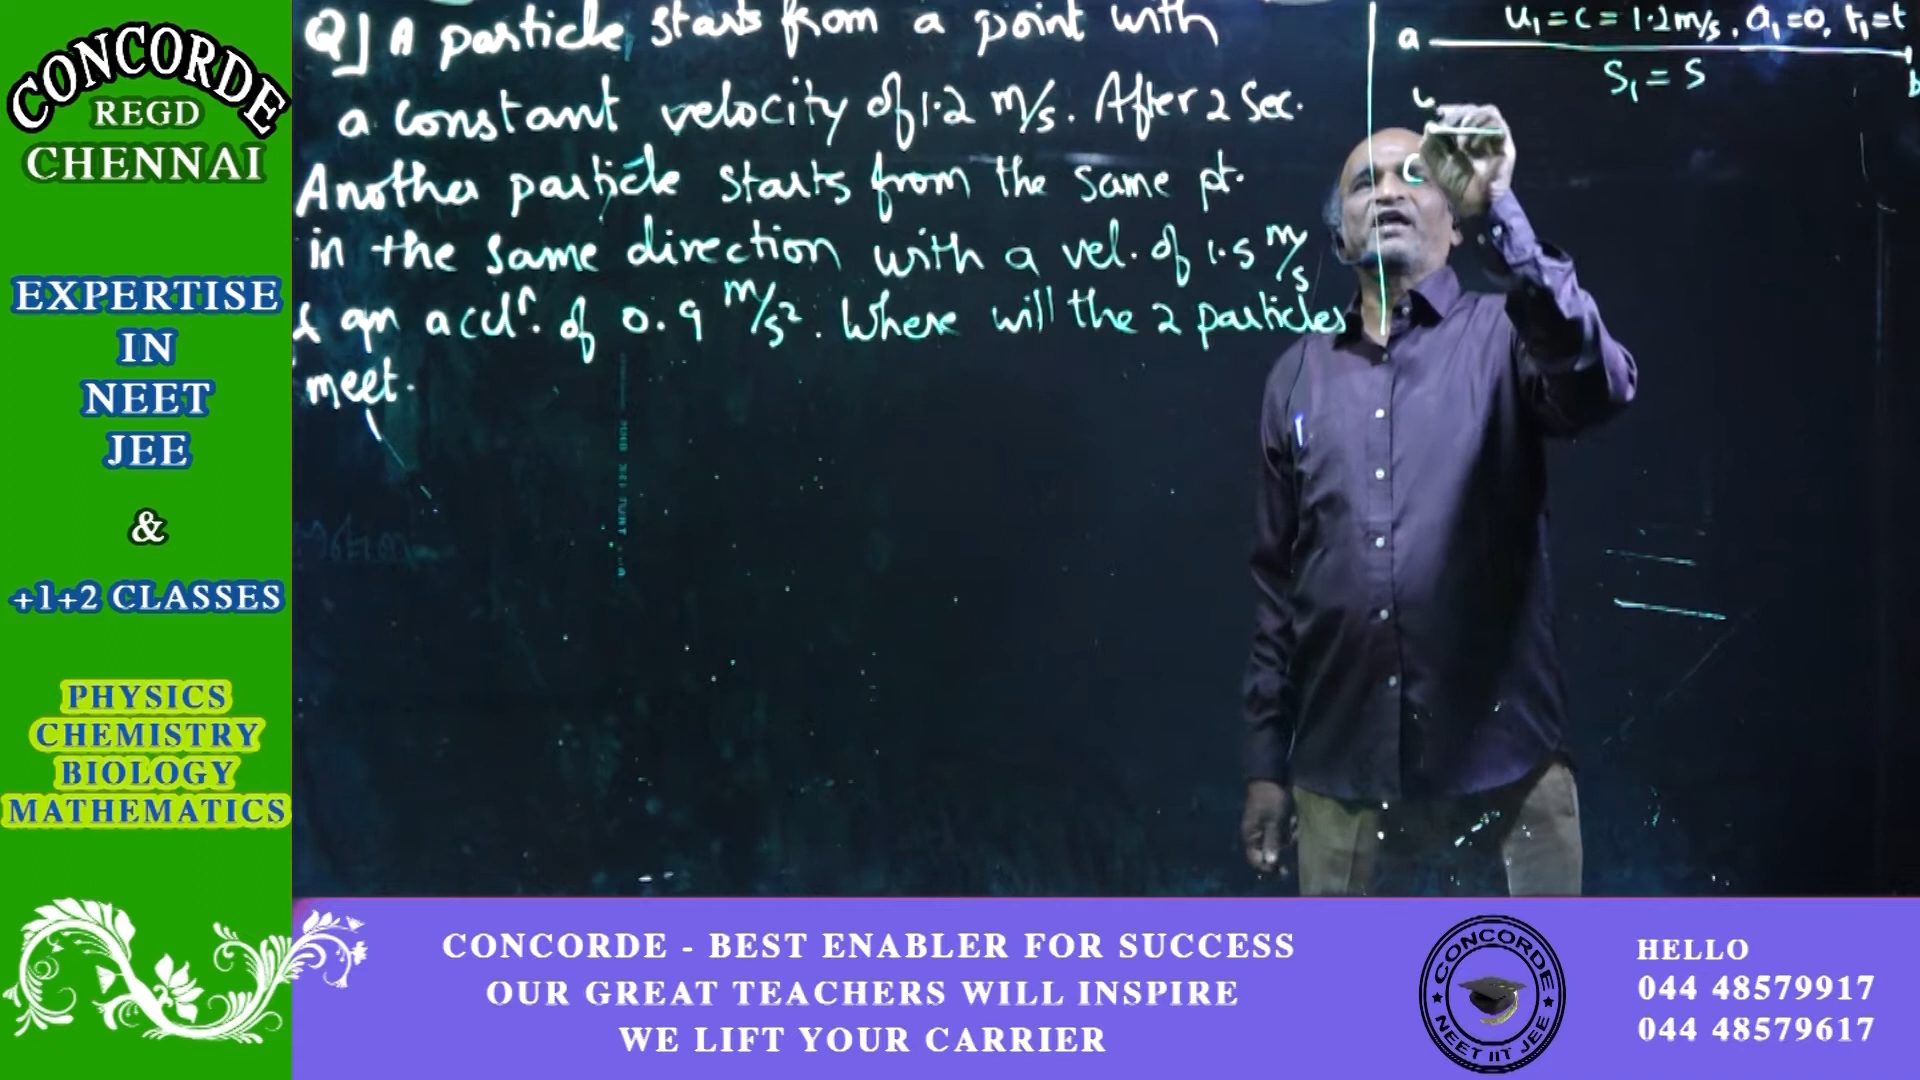 CONCORDE
REGD
CHENNAI
EXPERTISE
IN
NEET
JEE
&
+1+2 CLASSES
PHYSICS
CHEMISTRY
BIOLOGY
MATHEMATICS
Q] A particle starts from a point with
a constant velocity of 1.2 m/s. After 2 sec.
Another particle starts from the same pt.
in the same direction with a vel. of 1.5 m/s
& an accln. of 0.9 m/s². Where will the 2 particles
meet.
u₁ = c = 1.2 m/s, a₁ = 0, t₁ = t
a
b
S₁ = S
CONCORDE - BEST ENABLER FOR SUCCESS
OUR GREAT TEACHERS WILL INSPIRE
WE LIFT YOUR CARRIER
CONCORDE
NEET IIT JEE
HELLO
044 48579917
044 48579617